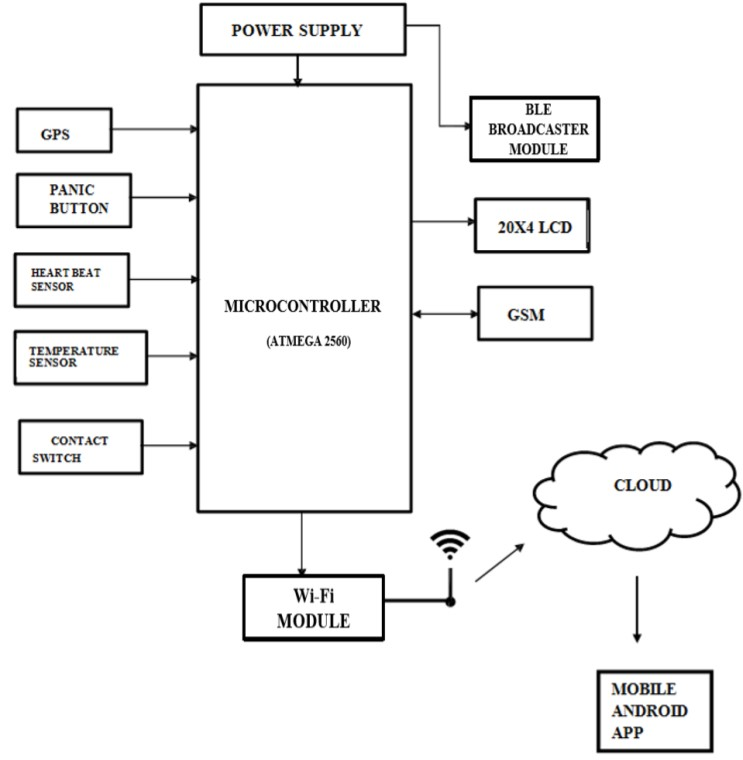 POWER SUPPLY
BLE
BROADCASTER
MODULE
GPS
PANIC
BUTTON
20X4 LCD
HEART BEAT
SENSOR
MICROCONTROLLER
(ATMEGA 2560)
GSM
TEMPERATURE
SENSOR
CONTACT
SWITCH
CLOUD
Wi-Fi
MODULE
MOBILE
ANDROID
APP